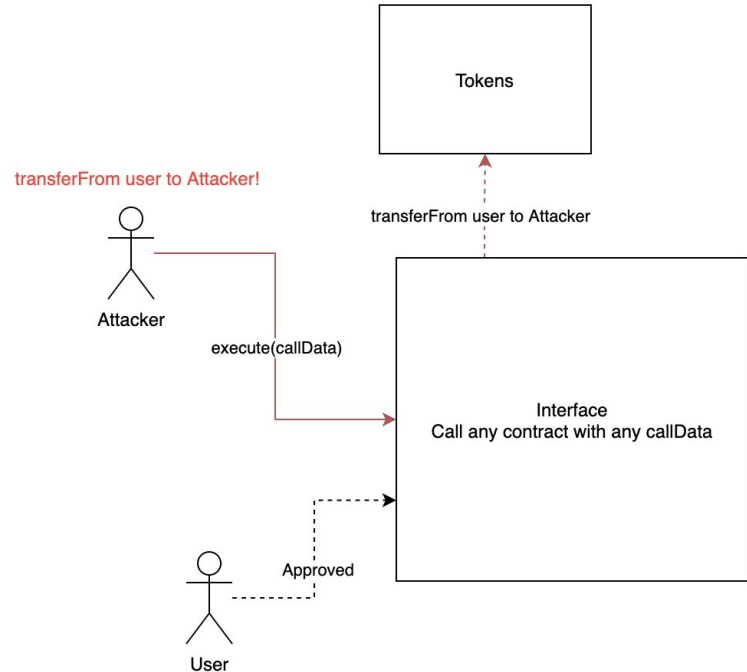 Tokens
transferFrom user to Attacker!
transferFrom user to Attacker
Attacker
execute(callData)
Interface
Call any contract with any callData
Approved
User